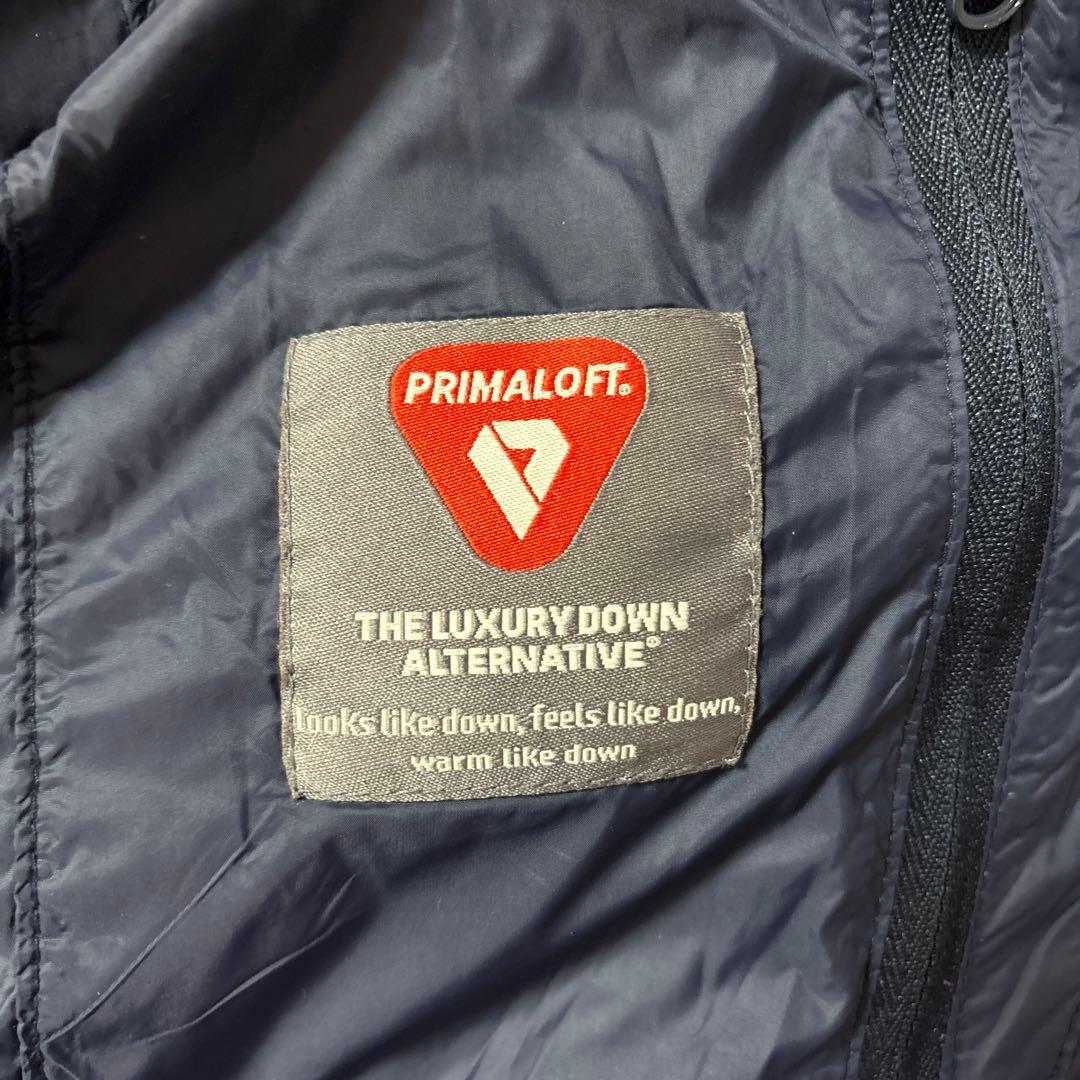 PRIMALOFT®
THE LUXURY DOWN
ALTERNATIVE®
looks like down, feels like down,
warm like down